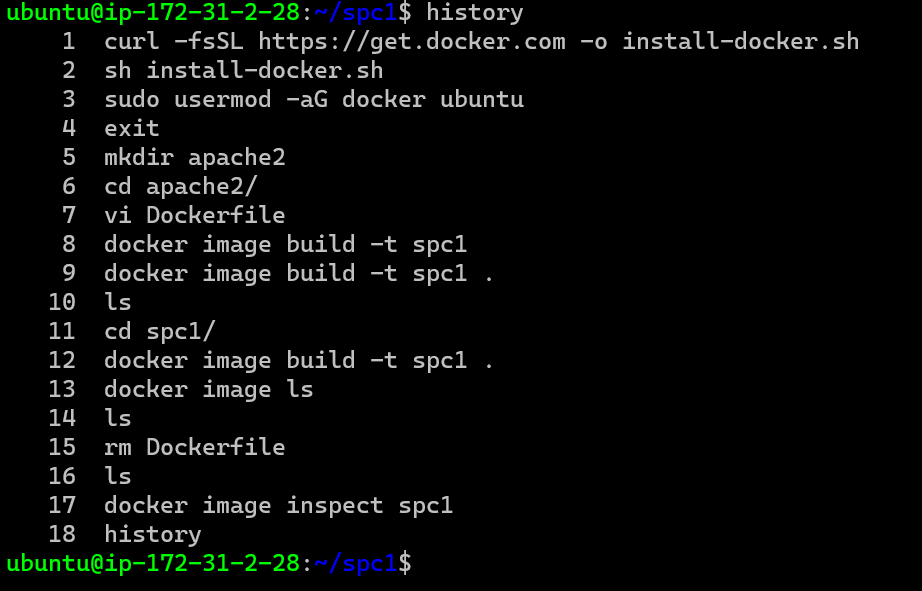 ubuntu@ip-172-31-2-28:~/spc1$ history
    1  curl -fsSL https://get.docker.com -o install-docker.sh
    2  sh install-docker.sh
    3  sudo usermod -aG docker ubuntu
    4  exit
    5  mkdir apache2
    6  cd apache2/
    7  vi Dockerfile
    8  docker image build -t spc1
    9  docker image build -t spc1 .
   10  ls
   11  cd spc1/
   12  docker image build -t spc1 .
   13  docker image ls
   14  ls
   15  rm Dockerfile
   16  ls
   17  docker image inspect spc1
   18  history
ubuntu@ip-172-31-2-28:~/spc1$